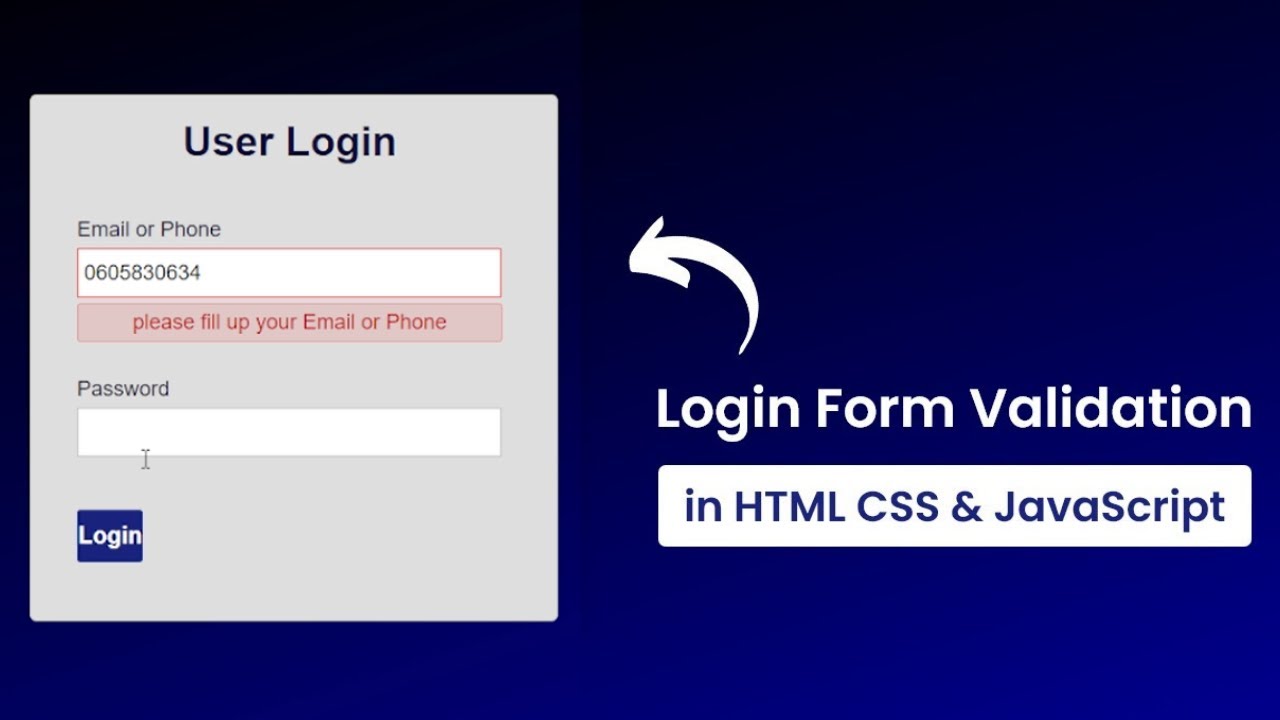 User Login
Email or Phone
0605830634
please fill up your Email or Phone
Password
Login
Login Form Validation
in HTML CSS & JavaScript